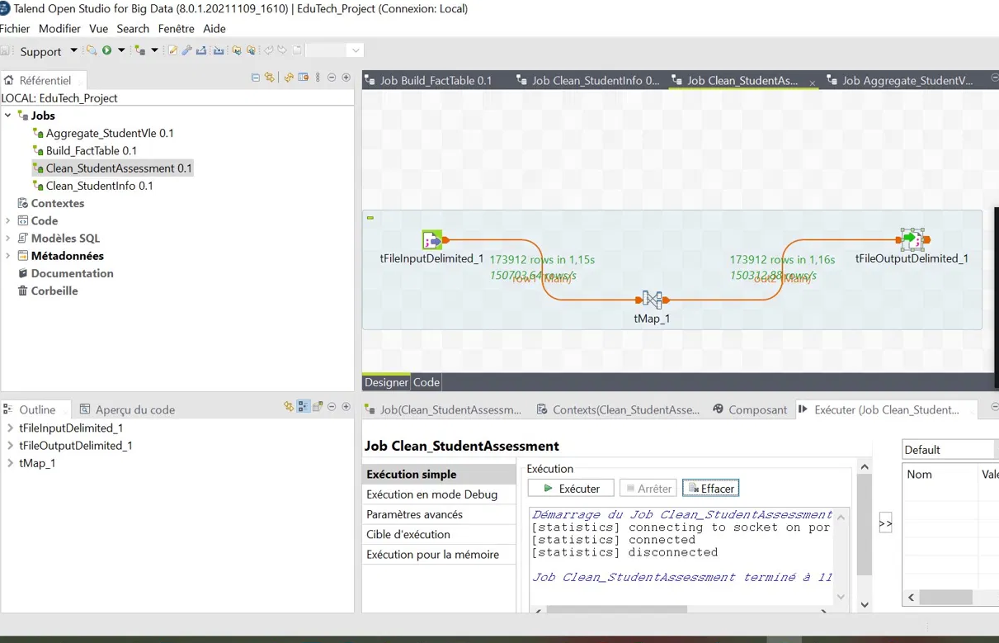 Talend Open Studio for Big Data (8.0.1.20211109_1610) | EduTech_Project (Connexion: Local)
Fichier Modifier Vue Search Fenêtre Aide
Support
Référentiel
LOCAL: EduTech_Project
Jobs
Aggregate_StudentVle 0.1
Build_FactTable 0.1
Clean_StudentAssessment 0.1
Clean_StudentInfo 0.1
Contextes
Code
Modèles SQL
Métadonnées
Documentation
Corbeille
Job Build_FactTable 0.1
Job Clean_StudentInfo 0...
Job Clean_StudentAs...
Job Aggregate_StudentV...
tFileInputDelimited_1
173912 rows in 1,15s
150703,64 rows/s
row1 (Main)
tMap_1
173912 rows in 1,16s
150312,88 rows/s
out2 (Main)
tFileOutputDelimited_1
Designer Code
Outline
Aperçu du code
tFileInputDelimited_1
tFileOutputDelimited_1
tMap_1
Job(Clean_StudentAssessm...
Contexts(Clean_StudentAsse...
Composant
Exécuter (Job Clean_Student...
Job Clean_StudentAssessment
Exécution simple
Exécution en mode Debug
Paramètres avancés
Cible d'exécution
Exécution pour la mémoire
Exécution
Exécuter
Arrêter
Effacer
Démarrage du Job Clean_StudentAssessment
[statistics] connecting to socket on por
[statistics] connected
[statistics] disconnected
Job Clean_StudentAssessment terminé à 11
>>
Default
Nom
Vale